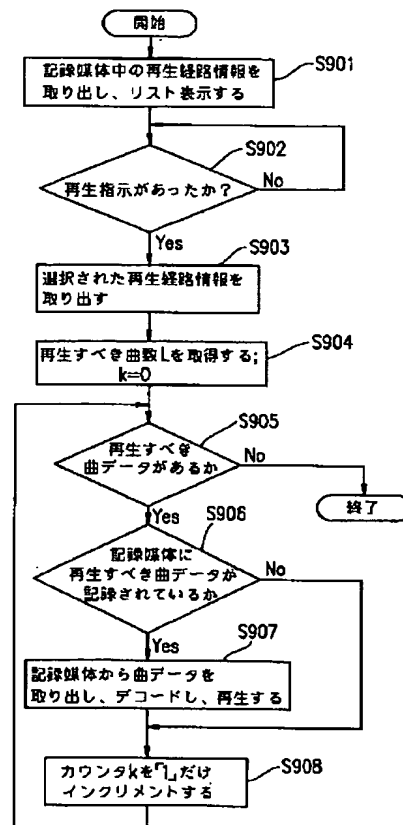 開始
記録媒体中の再生経路情報を
取り出し、リスト表示する
S901
S902
再生指示があったか?
No
Yes
S903
選択された再生経路情報を
取り出す
S904
再生すべき曲数Lを取得する;
k=0
S905
再生すべき
曲データがあるか
No
終了
Yes
S906
記録媒体に
再生すべき曲データが
記録されているか
No
Yes
S907
記録媒体から曲データを
取り出し、デコードし、再生する
カウンタkを「1」だけ
インクリメントする
S908